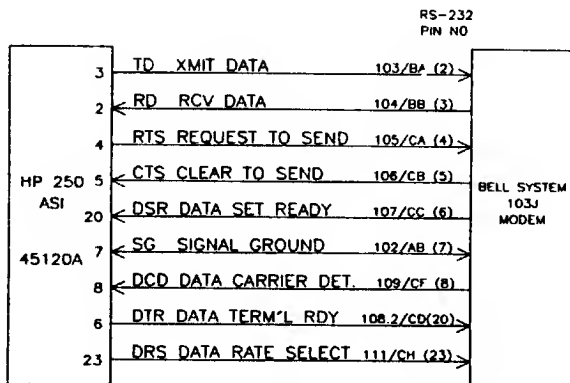 RS-232
PIN NO
3 TD XMIT DATA 103/BA (2)
2 RD RCV DATA 104/BB (3)
4 RTS REQUEST TO SEND 105/CA (4)
5 CTS CLEAR TO SEND 106/CB (5)
20 DSR DATA SET READY 107/CC (6)
7 SG SIGNAL GROUND 102/AB (7)
8 DCD DATA CARRIER DET. 109/CF (8)
6 DTR DATA TERM'L RDY 108.2/CD(20)
23 DRS DATA RATE SELECT 111/CH (23)
HP 250
ASI
45120A
BELL SYSTEM
103J
MODEM